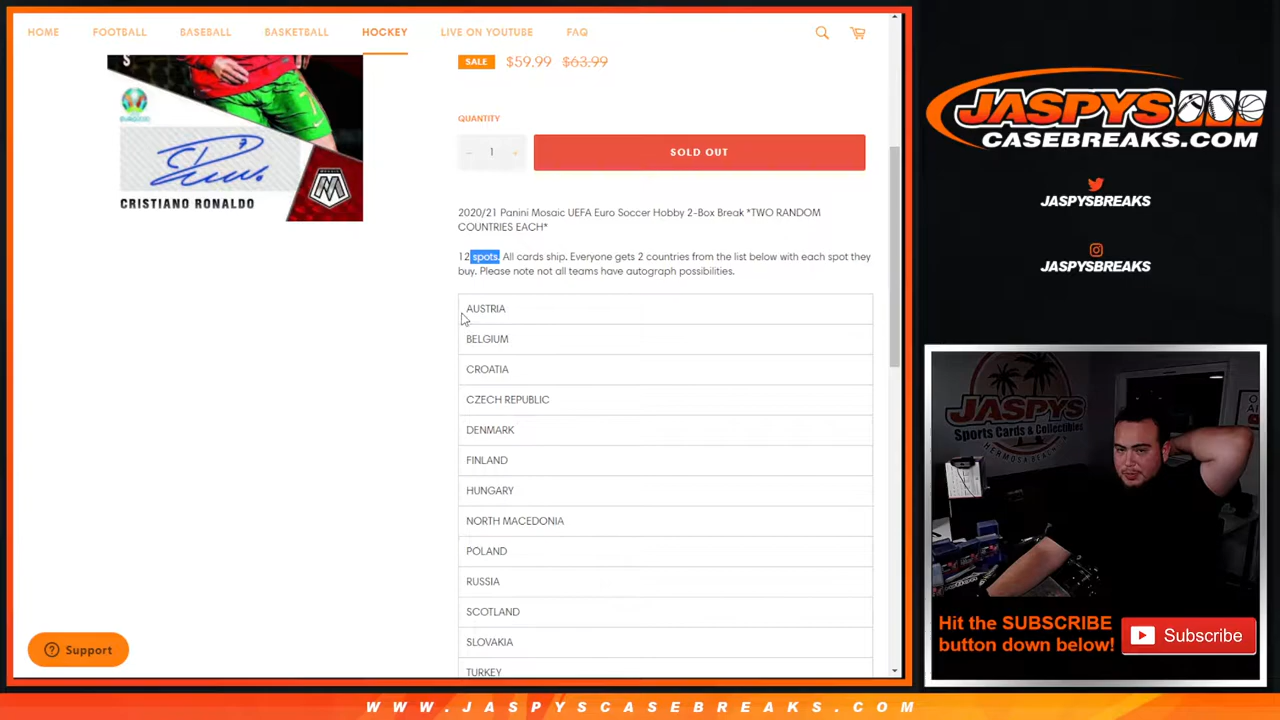 HOME FOOTBALL BASEBALL BASKETBALL HOCKEY LIVE ON YOUTUBE FAQ
S
CRISTIANO RONALDO
SALE $59.99 $63.99
QUANTITY
− 1 + SOLD OUT
2020/21 Panini Mosaic UEFA Euro Soccer Hobby 2-Box Break *TWO RANDOM
COUNTRIES EACH*
12 spots. All cards ship. Everyone gets 2 countries from the list below with each spot they
buy. Please note not all teams have autograph possibilities.
AUSTRIA
BELGIUM
CROATIA
CZECH REPUBLIC
DENMARK
FINLAND
HUNGARY
NORTH MACEDONIA
POLAND
RUSSIA
SCOTLAND
SLOVAKIA
TURKEY
Support
JASPYS
CASEBREAKS.COM
JASPYSBREAKS
JASPYSBREAKS
JASPYS
Sports Cards & Collectibles
HERMOSA BEACH
Hit the SUBSCRIBE
button down below!
Subscribe
WWW.JASPYSCASEBREAKS.COM